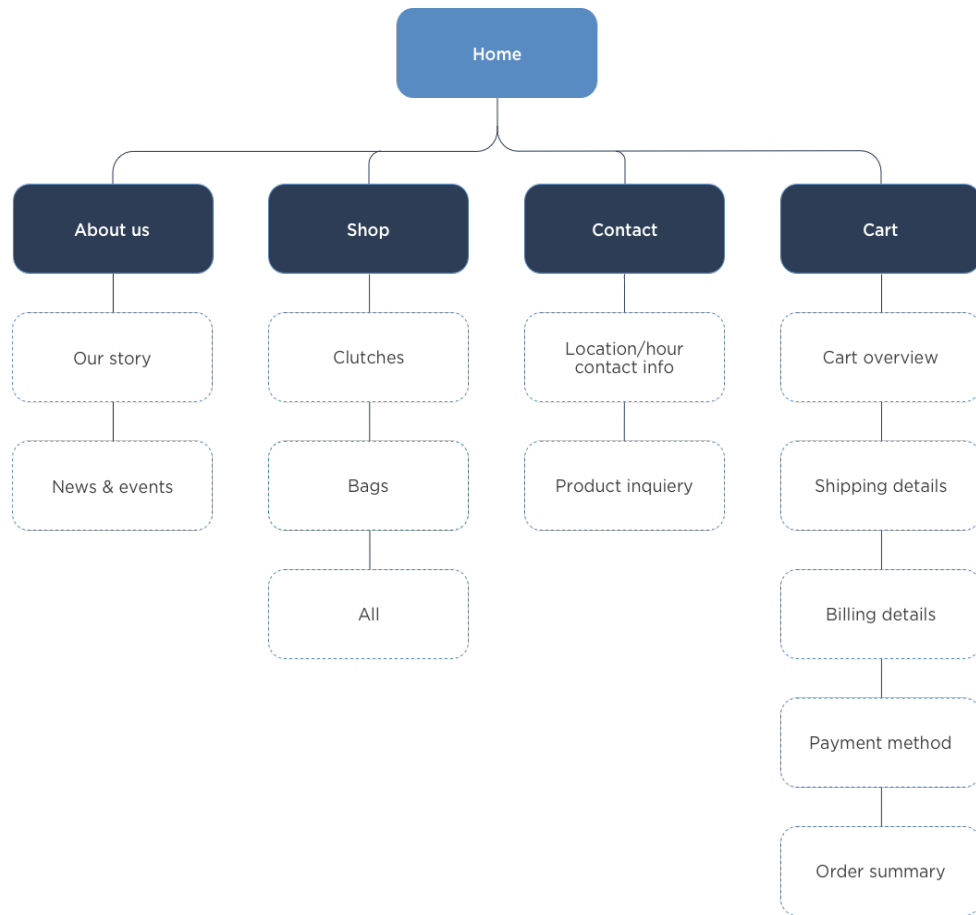 Home
About us
Shop
Contact
Cart
Our story
Clutches
Location/hour
contact info
Cart overview
News & events
Bags
Product inquiery
Shipping details
All
Billing details
Payment method
Order summary